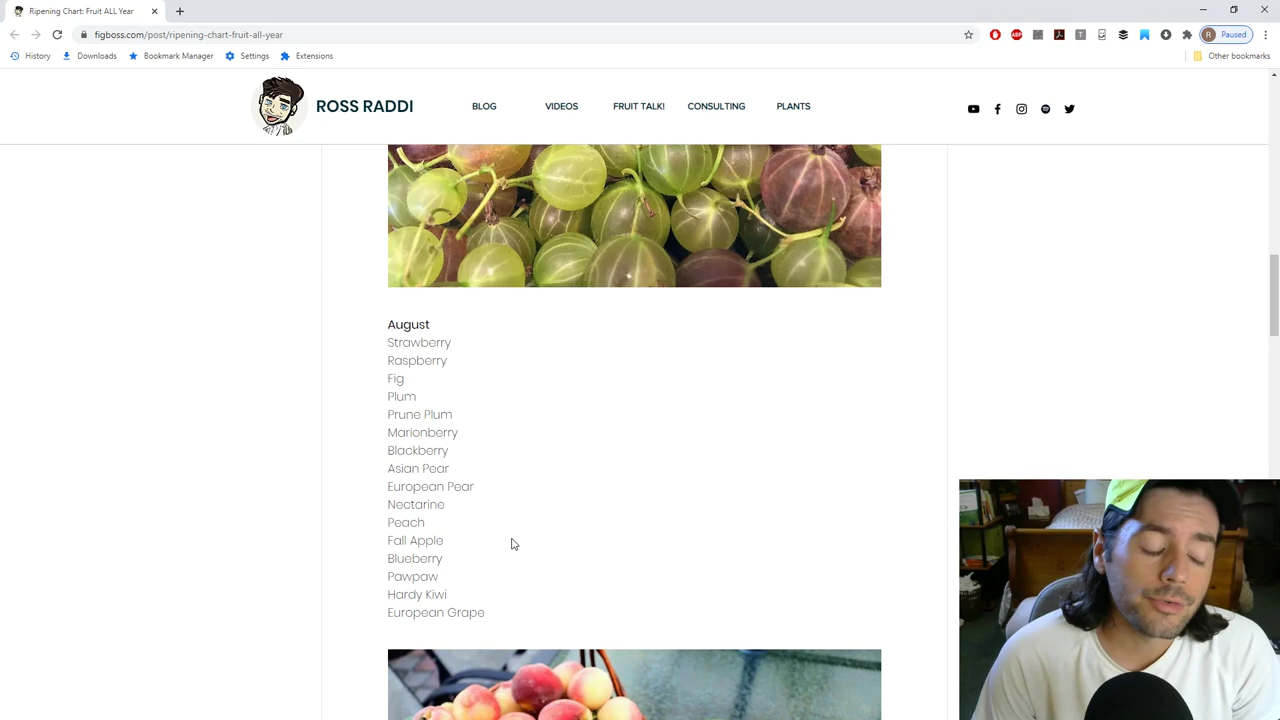 Ripening Chart: Fruit ALL Year
figboss.com/post/ripening-chart-fruit-all-year
ABP
T
R Paused
History Downloads Bookmark Manager Settings Extensions Other bookmarks
ROSS RADDI BLOG VIDEOS FRUIT TALK! CONSULTING PLANTS
August
Strawberry
Raspberry
Fig
Plum
Prune Plum
Marionberry
Blackberry
Asian Pear
European Pear
Nectarine
Peach
Fall Apple
Blueberry
Pawpaw
Hardy Kiwi
European Grape